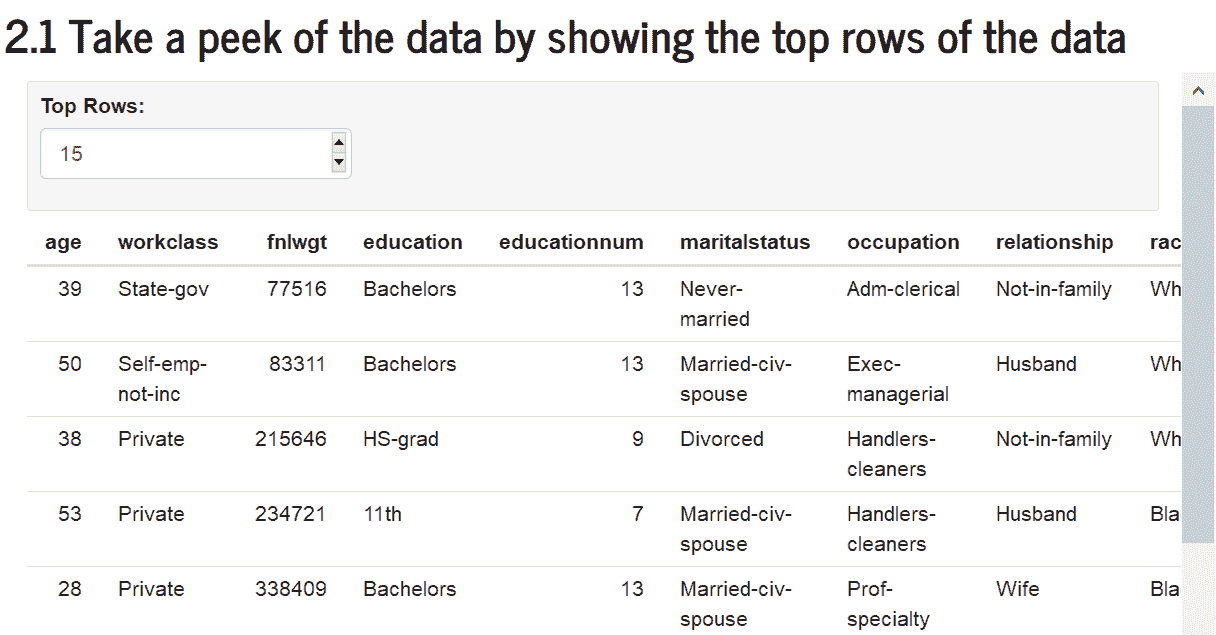 2.1 Take a peek of the data by showing the top rows of the data
Top Rows:
15
age workclass fnlwgt education educationnum maritalstatus occupation relationship rac
39 State-gov 77516 Bachelors 13 Never- Adm-clerical Not-in-family Wh
married
50 Self-emp- 83311 Bachelors 13 Married-civ- Exec- Husband Wh
not-inc spouse managerial
38 Private 215646 HS-grad 9 Divorced Handlers- Not-in-family Wh
cleaners
53 Private 234721 11th 7 Married-civ- Handlers- Husband Bla
spouse cleaners
28 Private 338409 Bachelors 13 Married-civ- Prof- Wife Bla
spouse specialty